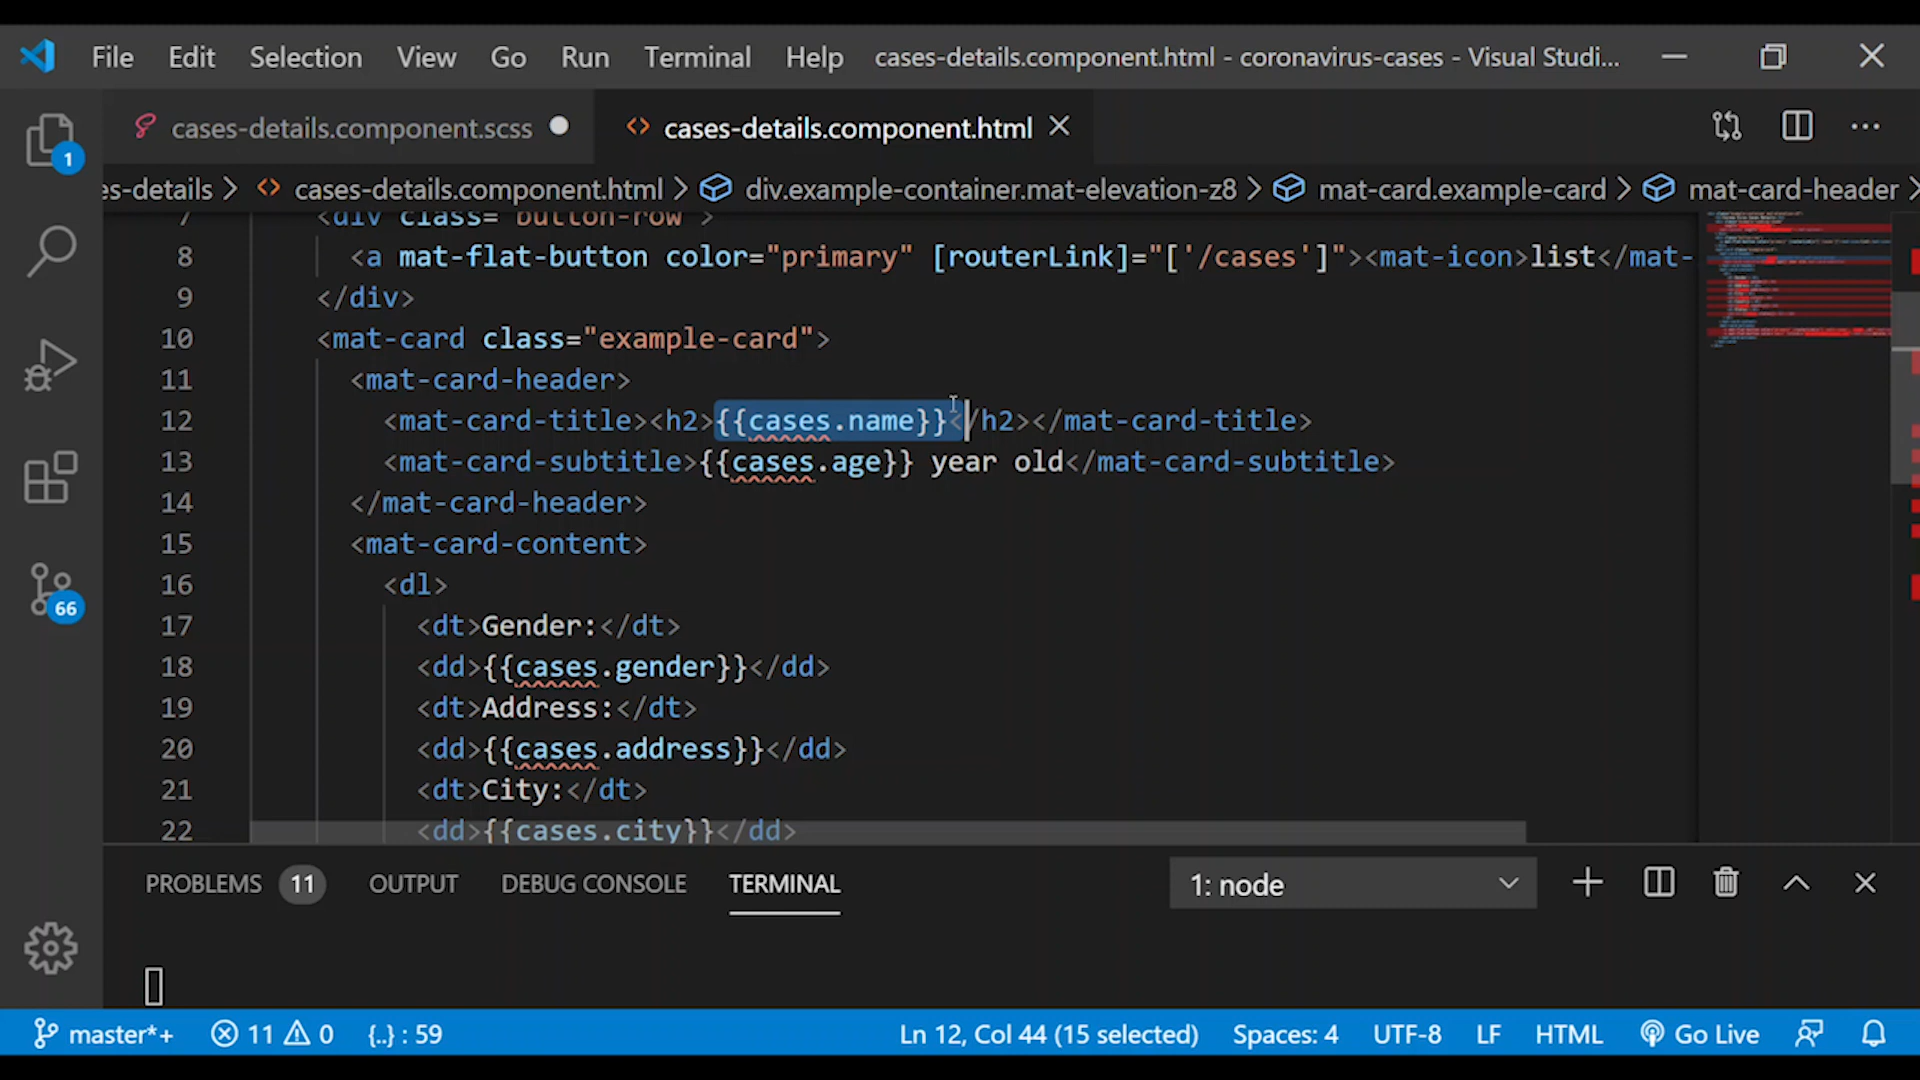 File Edit Selection View Go Run Terminal Help cases-details.component.html - coronavirus-cases - Visual Studi...
1
cases-details.component.scss cases-details.component.html
es-details > cases-details.component.html > div.example-container.mat-elevation-z8 > mat-card.example-card > mat-card-header >
7 <div class="button-row">
8 <a mat-flat-button color="primary" [routerLink]="['/cases']"><mat-icon>list</mat-
9 </div>
10 <mat-card class="example-card">
11 <mat-card-header>
12 <mat-card-title><h2>{{cases.name}}</h2></mat-card-title>
13 <mat-card-subtitle>{{cases.age}} year old</mat-card-subtitle>
14 </mat-card-header>
15 <mat-card-content>
16 <dl>
17 <dt>Gender:</dt>
18 <dd>{{cases.gender}}</dd>
19 <dt>Address:</dt>
20 <dd>{{cases.address}}</dd>
21 <dt>City:</dt>
22 <dd>{{cases.city}}</dd>
66
PROBLEMS 11 OUTPUT DEBUG CONSOLE TERMINAL 1: node
master*+ 11 0 {..} : 59 Ln 12, Col 44 (15 selected) Spaces: 4 UTF-8 LF HTML Go Live